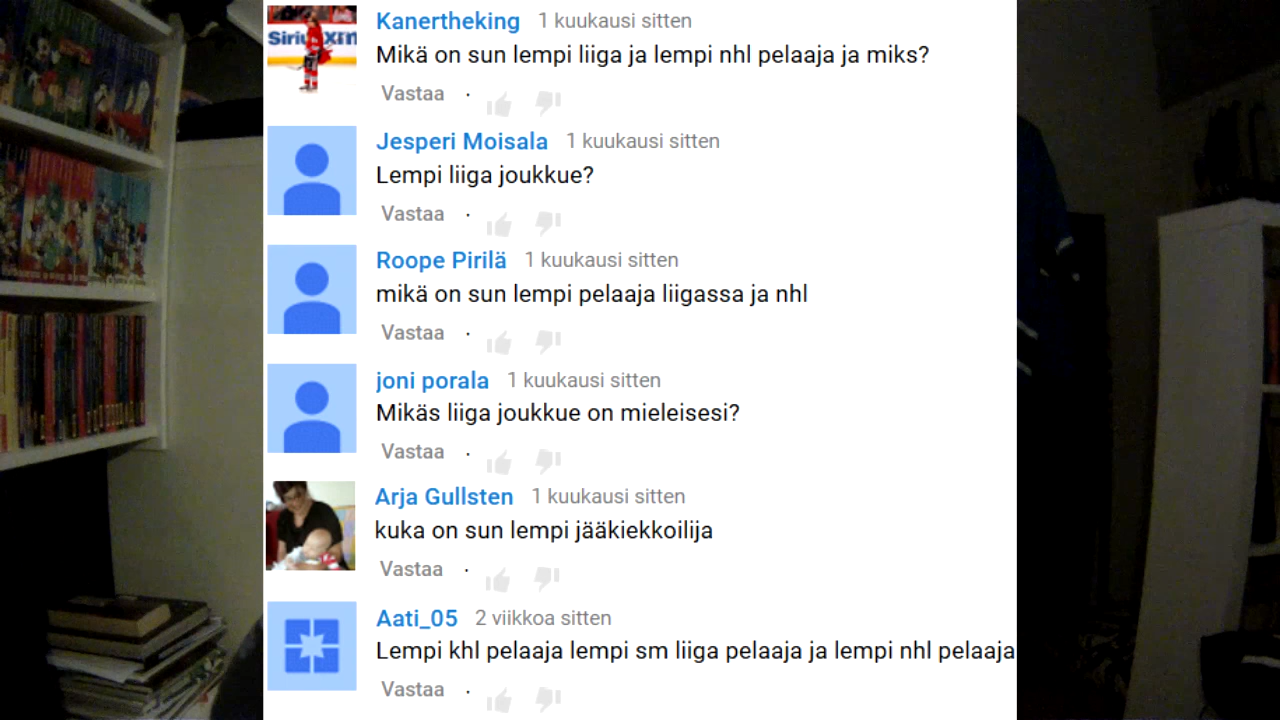 Kanertheking 1 kuukausi sitten
Mikä on sun lempi liiga ja lempi nhl pelaaja ja miks?
Vastaa ·
Jesperi Moisala 1 kuukausi sitten
Lempi liiga joukkue?
Vastaa ·
Roope Pirilä 1 kuukausi sitten
mikä on sun lempi pelaaja liigassa ja nhl
Vastaa ·
joni porala 1 kuukausi sitten
Mikäs liiga joukkue on mieleisesi?
Vastaa ·
Arja Gullsten 1 kuukausi sitten
kuka on sun lempi jääkiekkoilija
Vastaa ·
Aati_05 2 viikkoa sitten
Lempi khl pelaaja lempi sm liiga pelaaja ja lempi nhl pelaaja
Vastaa ·